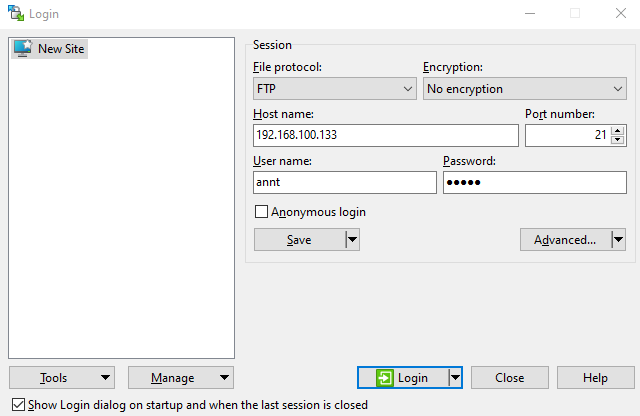 Login
New Site
Session
File protocol:
Encryption:
FTP
No encryption
Host name:
Port number:
192.168.100.133
21
User name:
Password:
annt
●●●●●
Anonymous login
Save
Advanced...
Tools
Manage
Login
Close
Help
Show Login dialog on startup and when the last session is closed